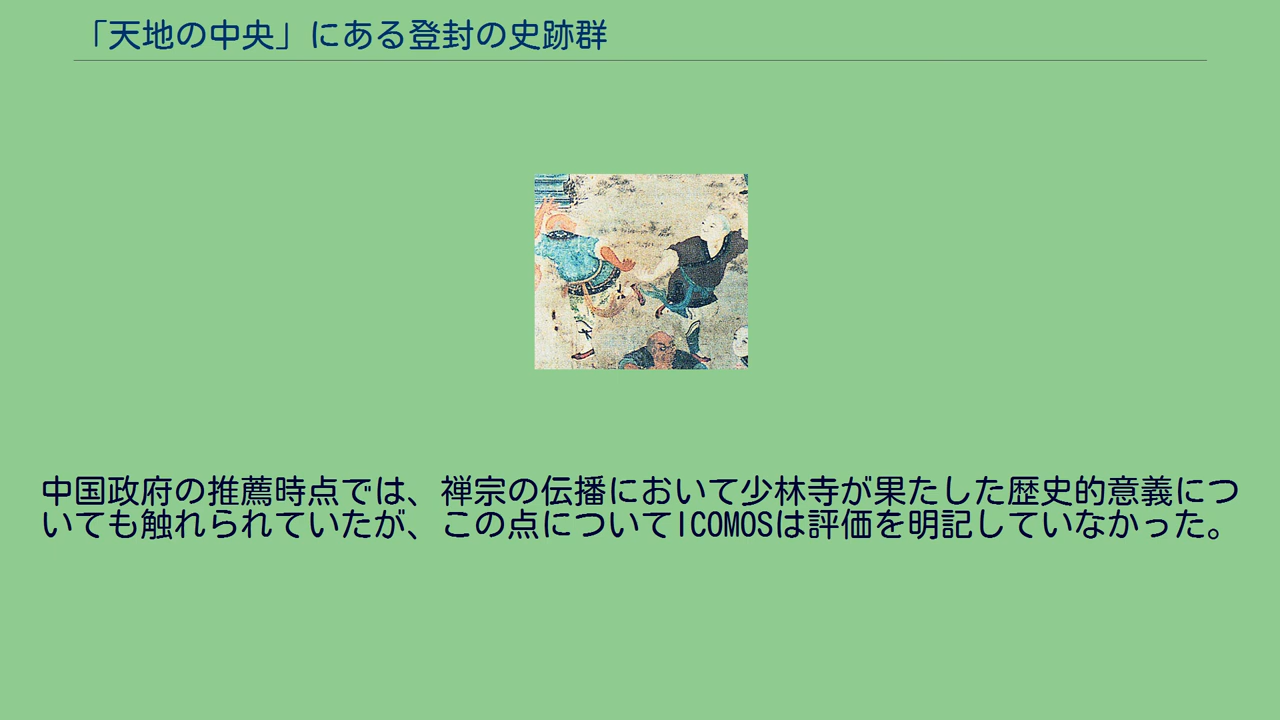 「天地の中央」にある登封の史跡群
中国政府の推薦時点では、禅宗の伝播において少林寺が果たした歴史的意義につ
いても触れられていたが、この点についてICOMOSは評価を明記していなかった。